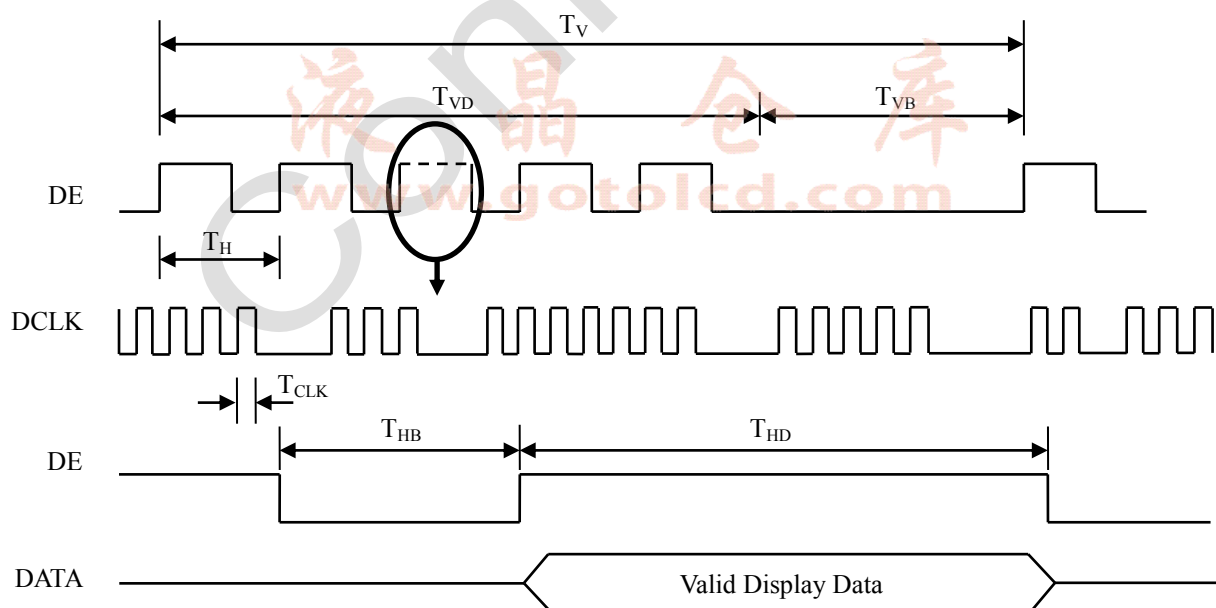 T_V
液晶仓库
T_VD
T_VB
DE
www.gotolcd.com
T_H
DCLK
T_CLK
T_HB
T_HD
DE
DATA
Valid Display Data